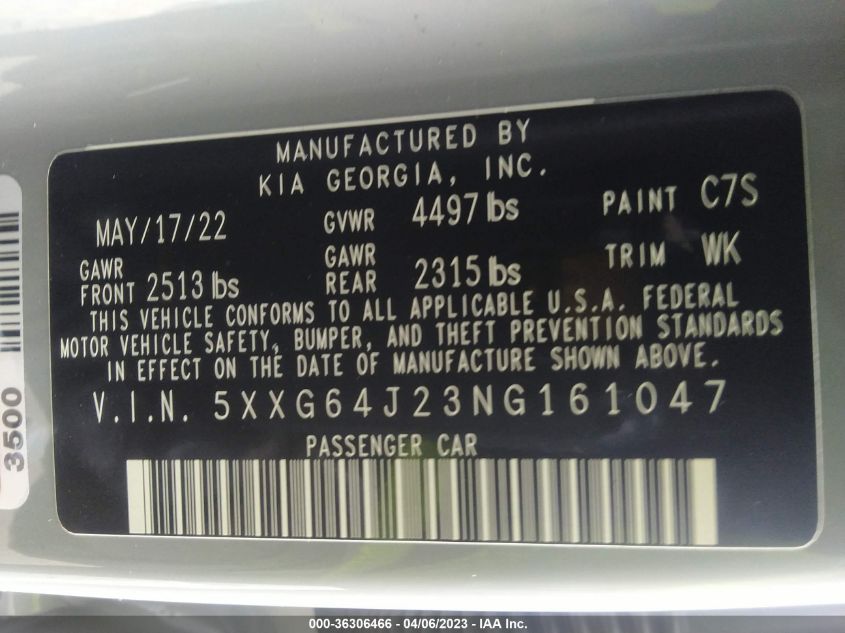 MANUFACTURED BY
KIA GEORGIA, INC.
MAY/17/22 GVWR 4497 lbs PAINT C7S
GAWR FRONT 2513 lbs GAWR REAR 2315 lbs TRIM WK
THIS VEHICLE CONFORMS TO ALL APPLICABLE U.S.A. FEDERAL
MOTOR VEHICLE SAFETY, BUMPER, AND THEFT PREVENTION STANDARDS
IN EFFECT ON THE DATE OF MANUFACTURE SHOWN ABOVE.
V.I.N. 5XXG64J23NG161047
PASSENGER CAR
3500
000-36306466 - 04/06/2023 - IAA Inc.